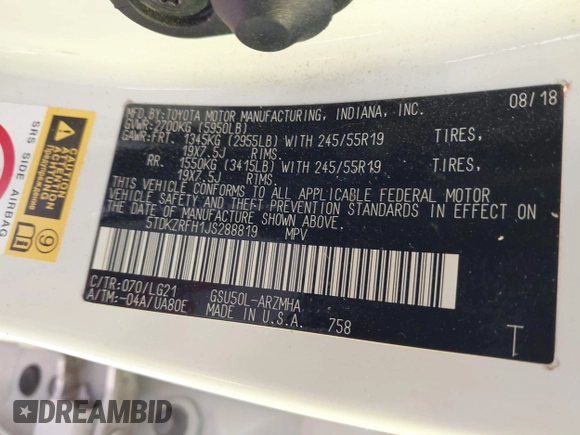 MFD.BY:TOYOTA MOTOR MANUFACTURING, INDIANA, INC. 08/18
GVWR:2700KG (5950LB)
GAWR:FRT. 1345KG (2955LB) WITH 245/55R19 TIRES,
19X7.5J RIMS.
RR. 1550KG (3415LB) WITH 245/55R19 TIRES,
19X7.5J RIMS.
THIS VEHICLE CONFORMS TO ALL APPLICABLE FEDERAL MOTOR
VEHICLE SAFETY AND THEFT PREVENTION STANDARDS IN EFFECT ON
THE DATE OF MANUFACTURE SHOWN ABOVE.
5TDKZRFH1JS288819 MPV
C/TR:070/LG21 GSU50L-ARZMHA
A/TM:-04A/UA80E MADE IN U.S.A. 758
T
SRS SIDE AIRBAG
CAUTION
9
DREAMBID